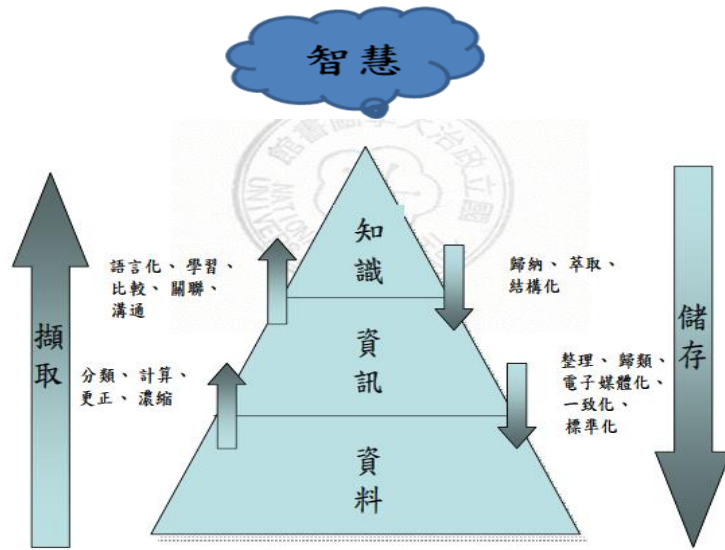 智慧
知識
語言化、學習、
比較、關聯、
溝通
歸納、萃取、
結構化
擷取
儲存
資訊
分類、計算、
更正、濃縮
整理、歸類、
電子媒體化、
一致化、
標準化
資料